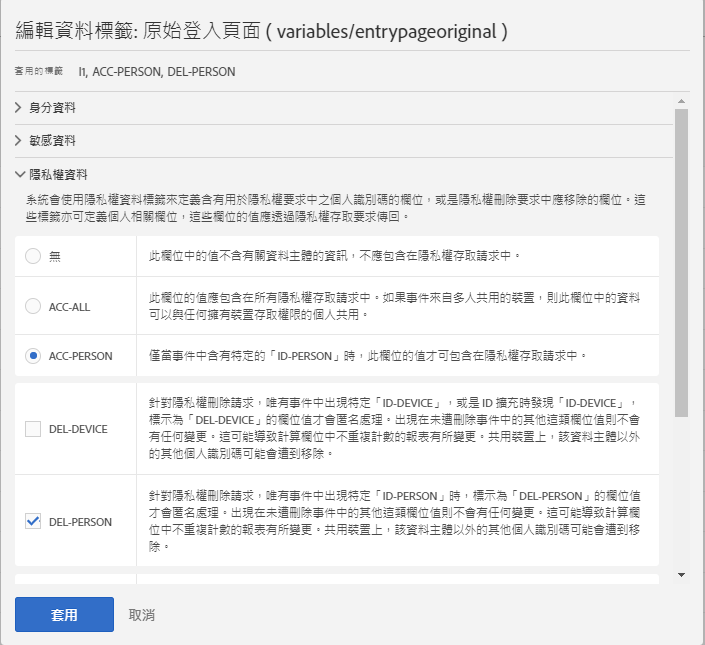 編輯資料標籤: 原始登入頁面 ( variables/entrypageoriginal )
套用的標籤 I1, ACC-PERSON, DEL-PERSON
身分資料
敏感資料
隱私權資料
系統會使用隱私權資料標籤來定義含有用於隱私權要求中之個人識別碼的欄位，或是隱私權刪除要求中應移除的欄位。這
些標籤亦可定義個人相關欄位，這些欄位的值應透過隱私權存取要求傳回。
無
此欄位中的值不含有關資料主體的資訊，不應包含在隱私權存取請求中。
ACC-ALL
此欄位的值應包含在所有隱私權存取請求中。如果事件來自多人共用的裝置，則此欄位中的資料
可以與任何擁有裝置存取權限的個人共用。
ACC-PERSON
僅當事件中含有特定的「ID-PERSON」時，此欄位的值才可包含在隱私權存取請求中。
DEL-DEVICE
針對隱私權刪除請求，唯有事件中出現特定「ID-DEVICE」，或是 ID 擴充時發現「ID-DEVICE」，
標示為「DEL-DEVICE」的欄位值才會匿名處理。出現在未遭刪除事件中的其他這類欄位值則不會
有任何變更。這可能導致計算欄位中不重複計數的報表有所變更。共用裝置上，該資料主體以外
的其他個人識別碼可能會遭到移除。
DEL-PERSON
針對隱私權刪除請求，唯有事件中出現特定「ID-PERSON」時，標示為「DEL-PERSON」的欄位值
才會匿名處理。出現在未遭刪除事件中的其他這類欄位值則不會有任何變更。這可能導致計算欄
位中不重複計數的報表有所變更。共用裝置上，該資料主體以外的其他個人識別碼可能會遭到移
除。
套用 取消